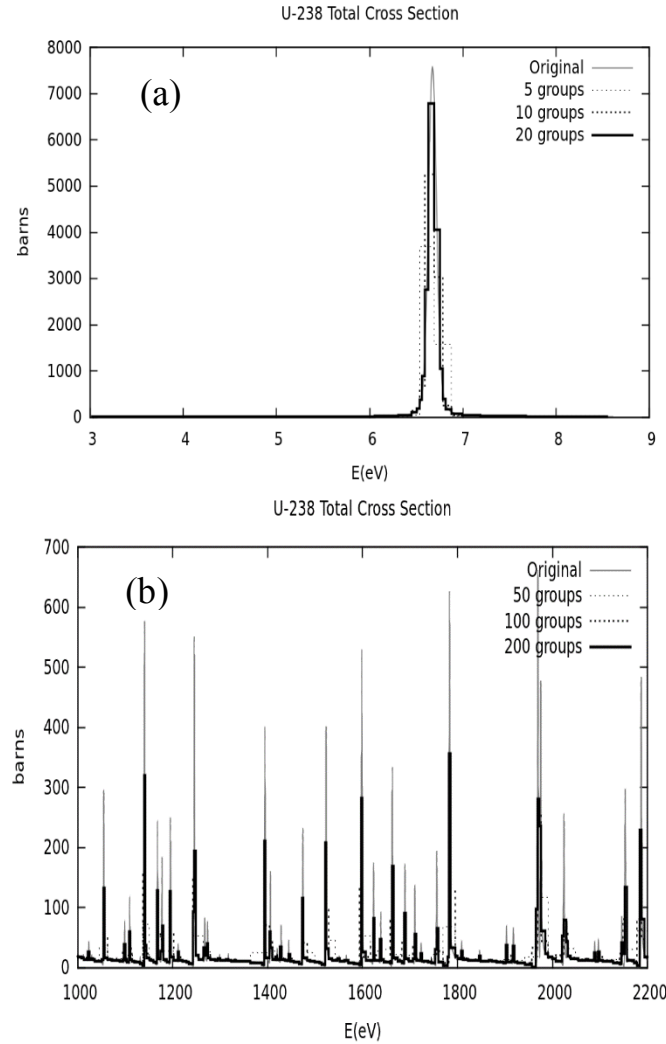 U-238 Total Cross Section
8000
7000
6000
5000
4000
3000
2000
1000
0
barns
(a)
Original
5 groups
10 groups
20 groups
3 4 5 6 7 8 9
E(eV)
U-238 Total Cross Section
700
600
500
400
300
200
100
0
barns
(b)
Original
50 groups
100 groups
200 groups
1000 1200 1400 1600 1800 2000 2200
E(eV)